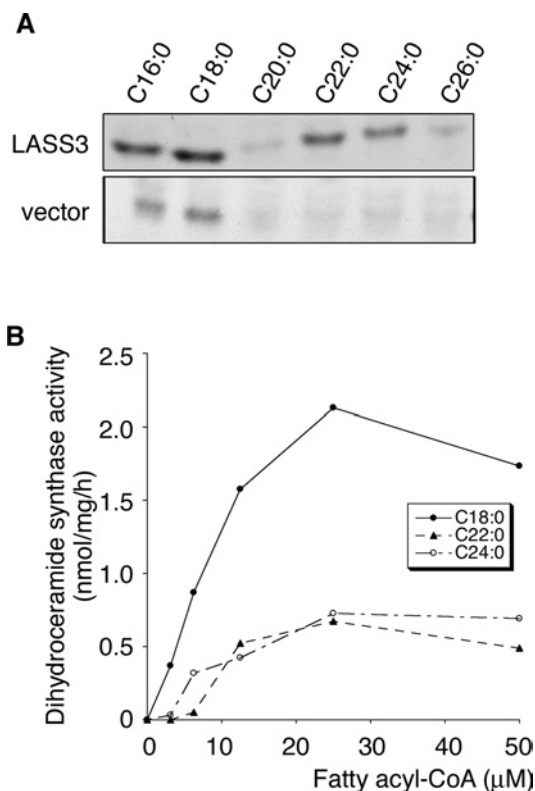 A
C16:0 C18:0 C20:0 C22:0 C24:0 C26:0
LASS3
vector
B
Dihydroceramide synthase activity
(nmol/mg/h)
2.5
2.0
1.5
1.0
0.5
0
C18:0
C22:0
C24:0
0 10 20 30 40 50
Fatty acyl-CoA (μM)